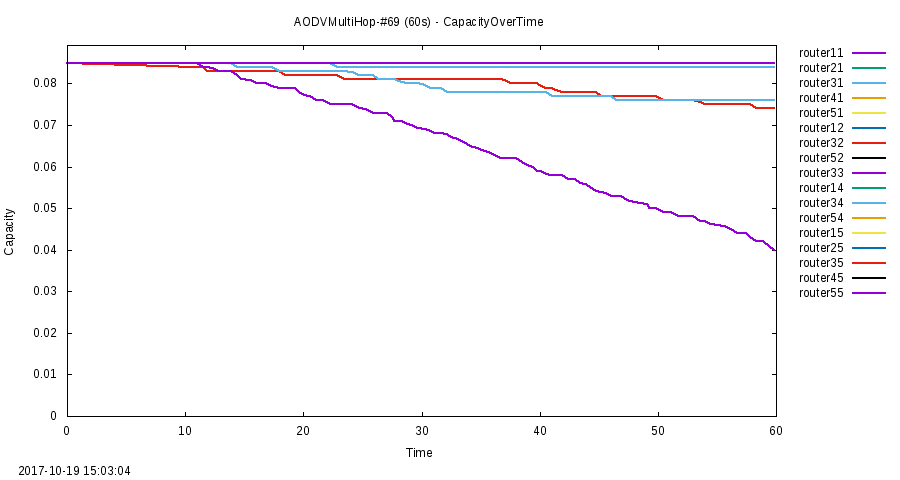 AODVMultiHop-#69 (60s) - CapacityOverTime
router11
router21
router31
router41
router51
router12
router32
router52
router33
router14
router34
router54
router15
router25
router35
router45
router55
0.08
0.07
0.06
0.05
0.04
0.03
0.02
0.01
0
Capacity
0 10 20 30 40 50 60
Time
2017-10-19 15:03:04